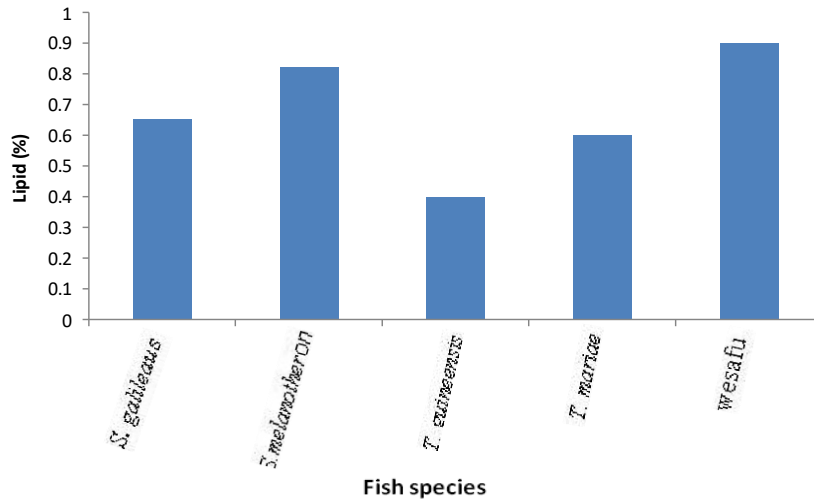 1
0.9
0.8
0.7
0.6
0.5
0.4
0.3
0.2
0.1
0
Lipid (%)
S. galileaus
S.melanotheron
T. guineensis
T. mariae
wesafu
Fish species